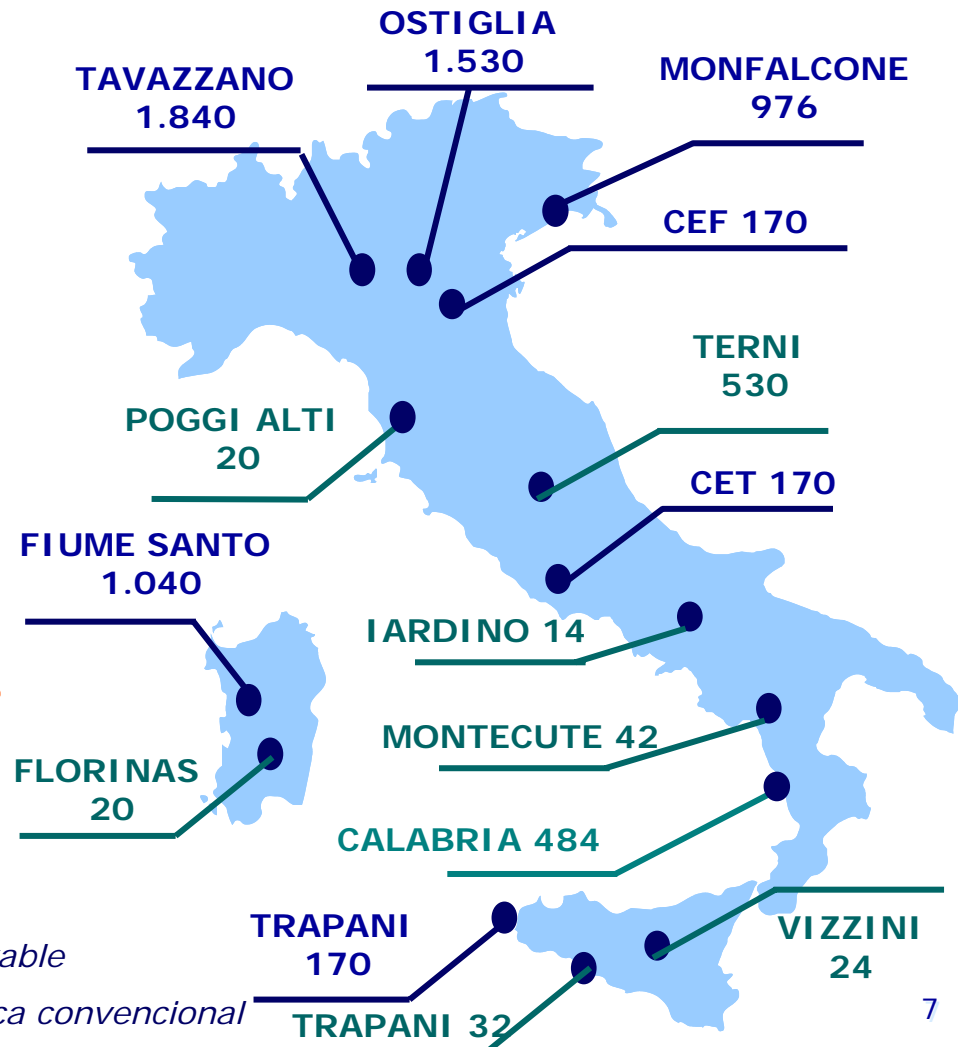 OSTIGLIA
1.530
TAVAZZANO
1.840
MONFALCONE
976
CEF 170
TERNI
530
POGGI ALTI
20
CET 170
FIUME SANTO
1.040
IARDINO 14
MONTECUTE 42
FLORINAS
20
CALABRIA 484
TRAPANI
170
VIZZINI
24
able
ca convencional
TRAPANI 32
7